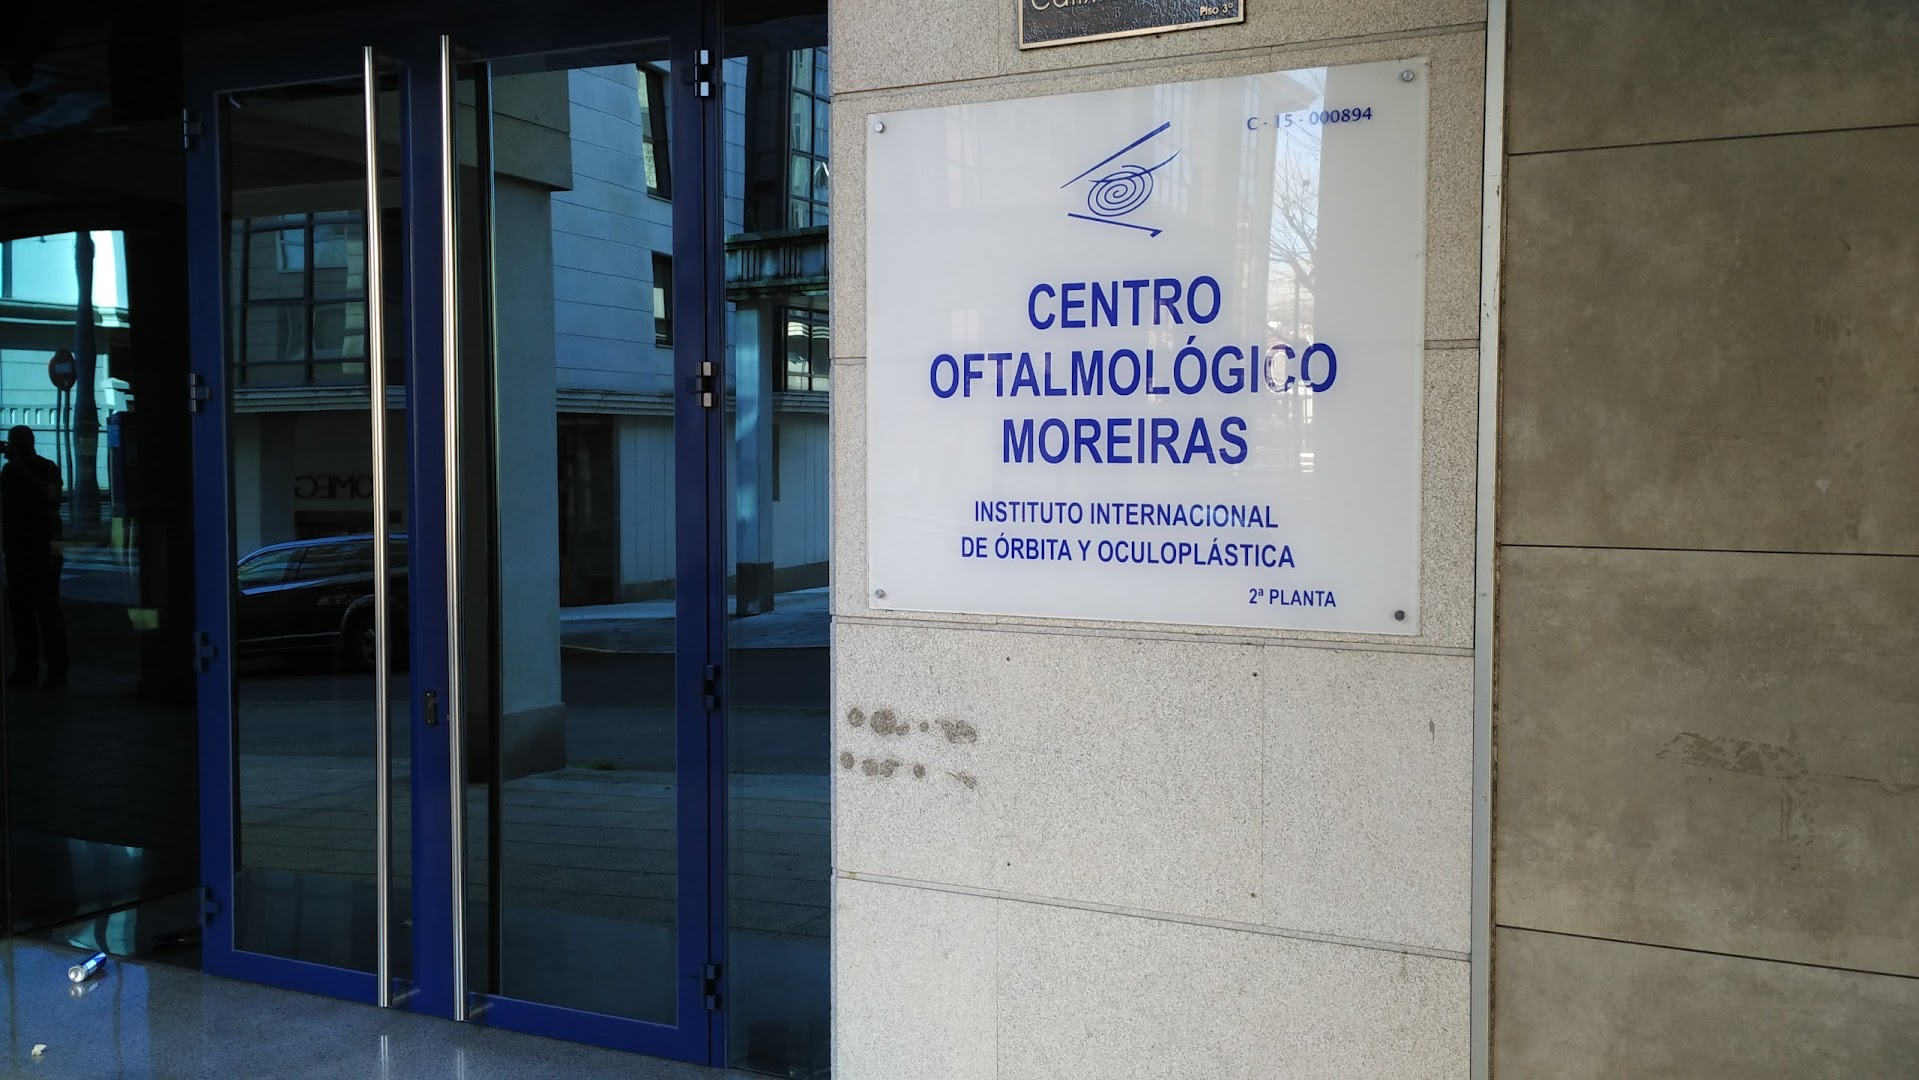 Piso 3º
C - 15 - 000894
CENTRO
OFTALMOLÓGICO
MOREIRAS
INSTITUTO INTERNACIONAL
DE ÓRBITA Y OCULOPLÁSTICA
2ª PLANTA